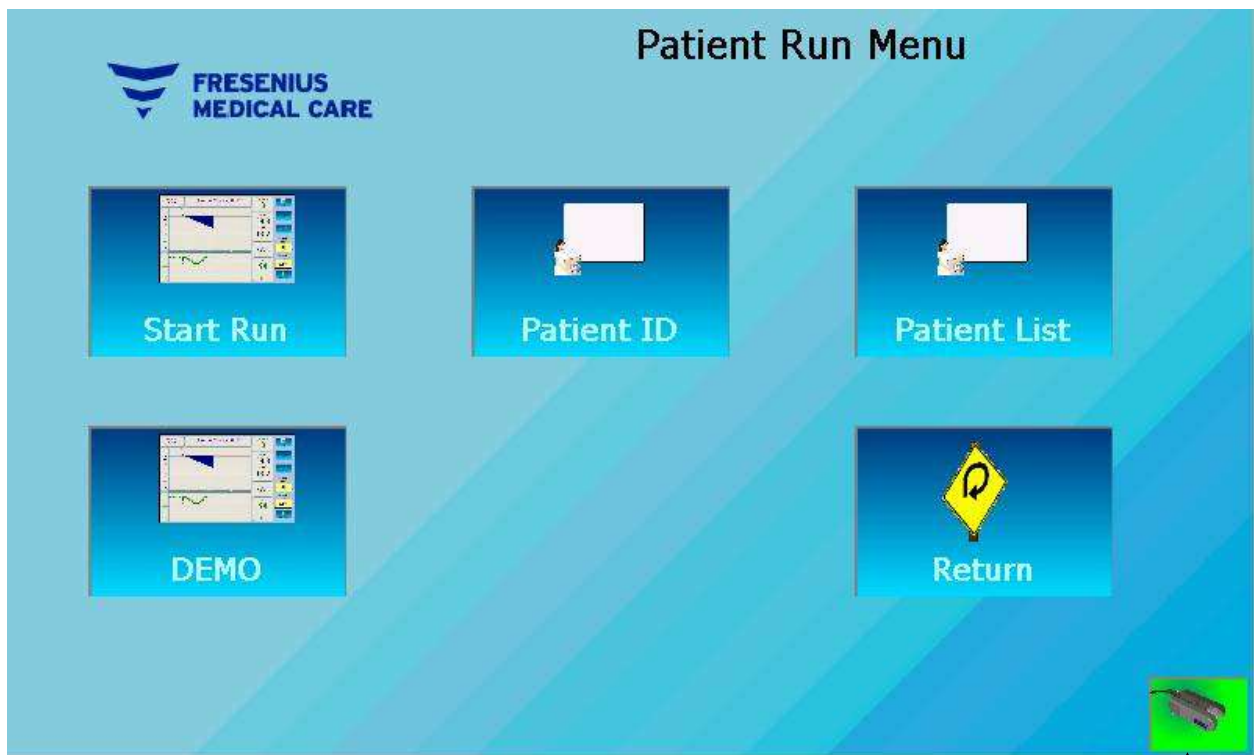 Patient Run Menu
FRESENIUS
MEDICAL CARE
Start Run
Patient ID
Patient List
DEMO
Return